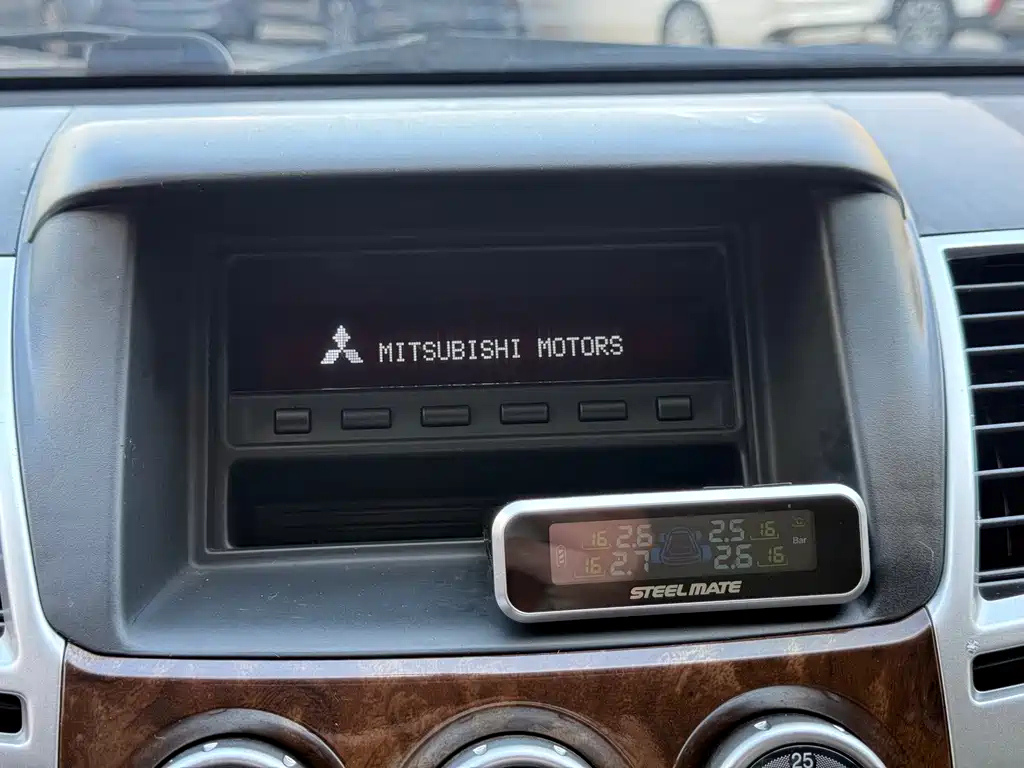 MITSUBISHI MOTORS
16 2.6 2.5 16
Bar
16 2.7 2.6 16
STEELMATE
25